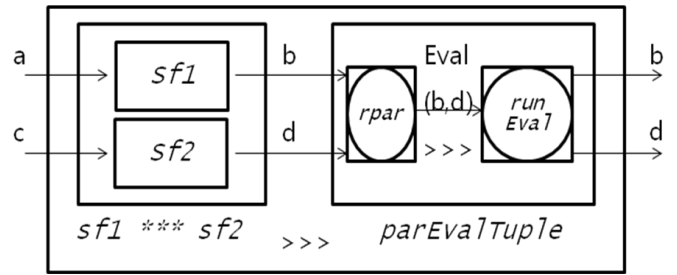 a
sf1
b
Eval
b
rpar
(b,d)
run
Eval
>>>
c
sf2
d
d
sf1 *** sf2
>>>
parEvalTuple